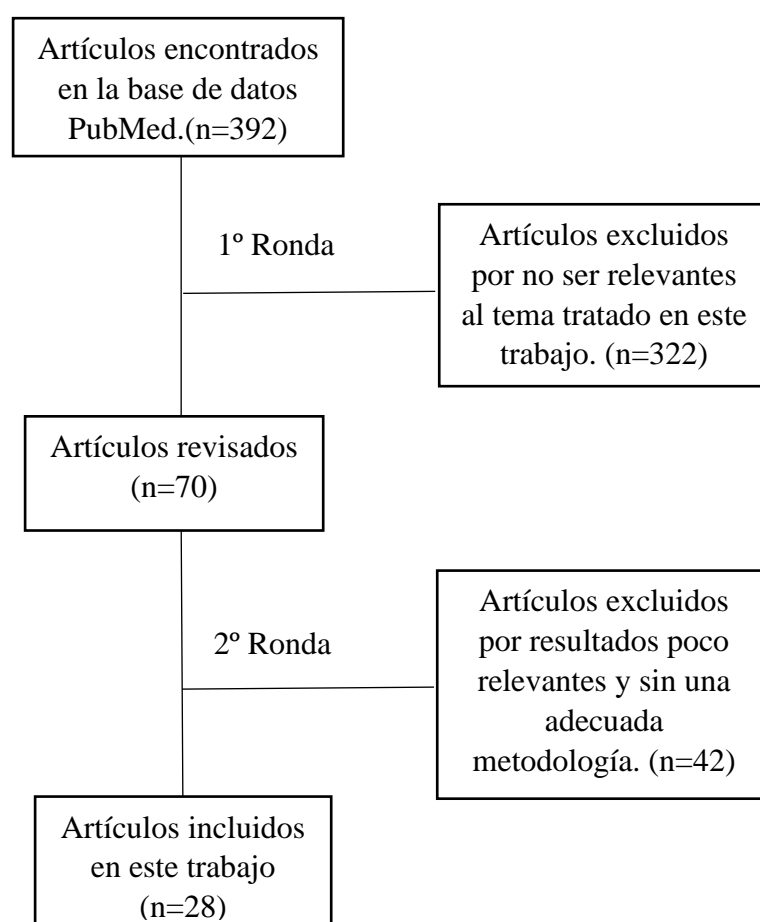 Artículos encontrados
en la base de datos
PubMed.(n=392)
1º Ronda
Artículos excluidos
por no ser relevantes
al tema tratado en este
trabajo. (n=322)
Artículos revisados
(n=70)
2º Ronda
Artículos excluidos
por resultados poco
relevantes y sin una
adecuada
metodología. (n=42)
Artículos incluidos
en este trabajo
(n=28)